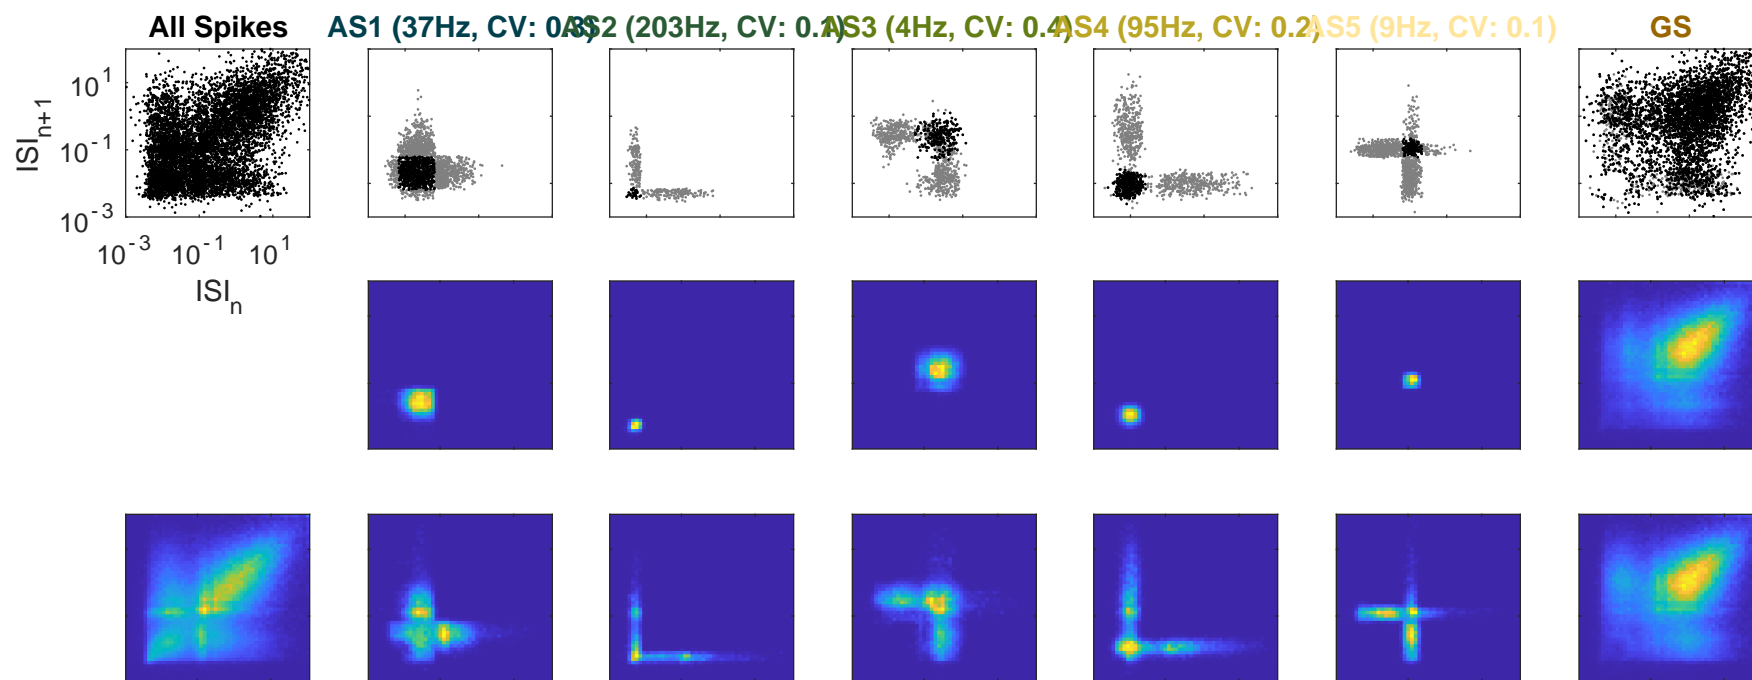 All Spikes
AS1 (37Hz, CV: 0.3)
AS2 (203Hz, CV: 0.1)
AS3 (4Hz, CV: 0.4)
AS4 (95Hz, CV: 0.2)
AS5 (9Hz, CV: 0.1)
GS
ISIn+1
10^1
10^-1
10^-3
10^-3 10^-1 10^1
ISIn